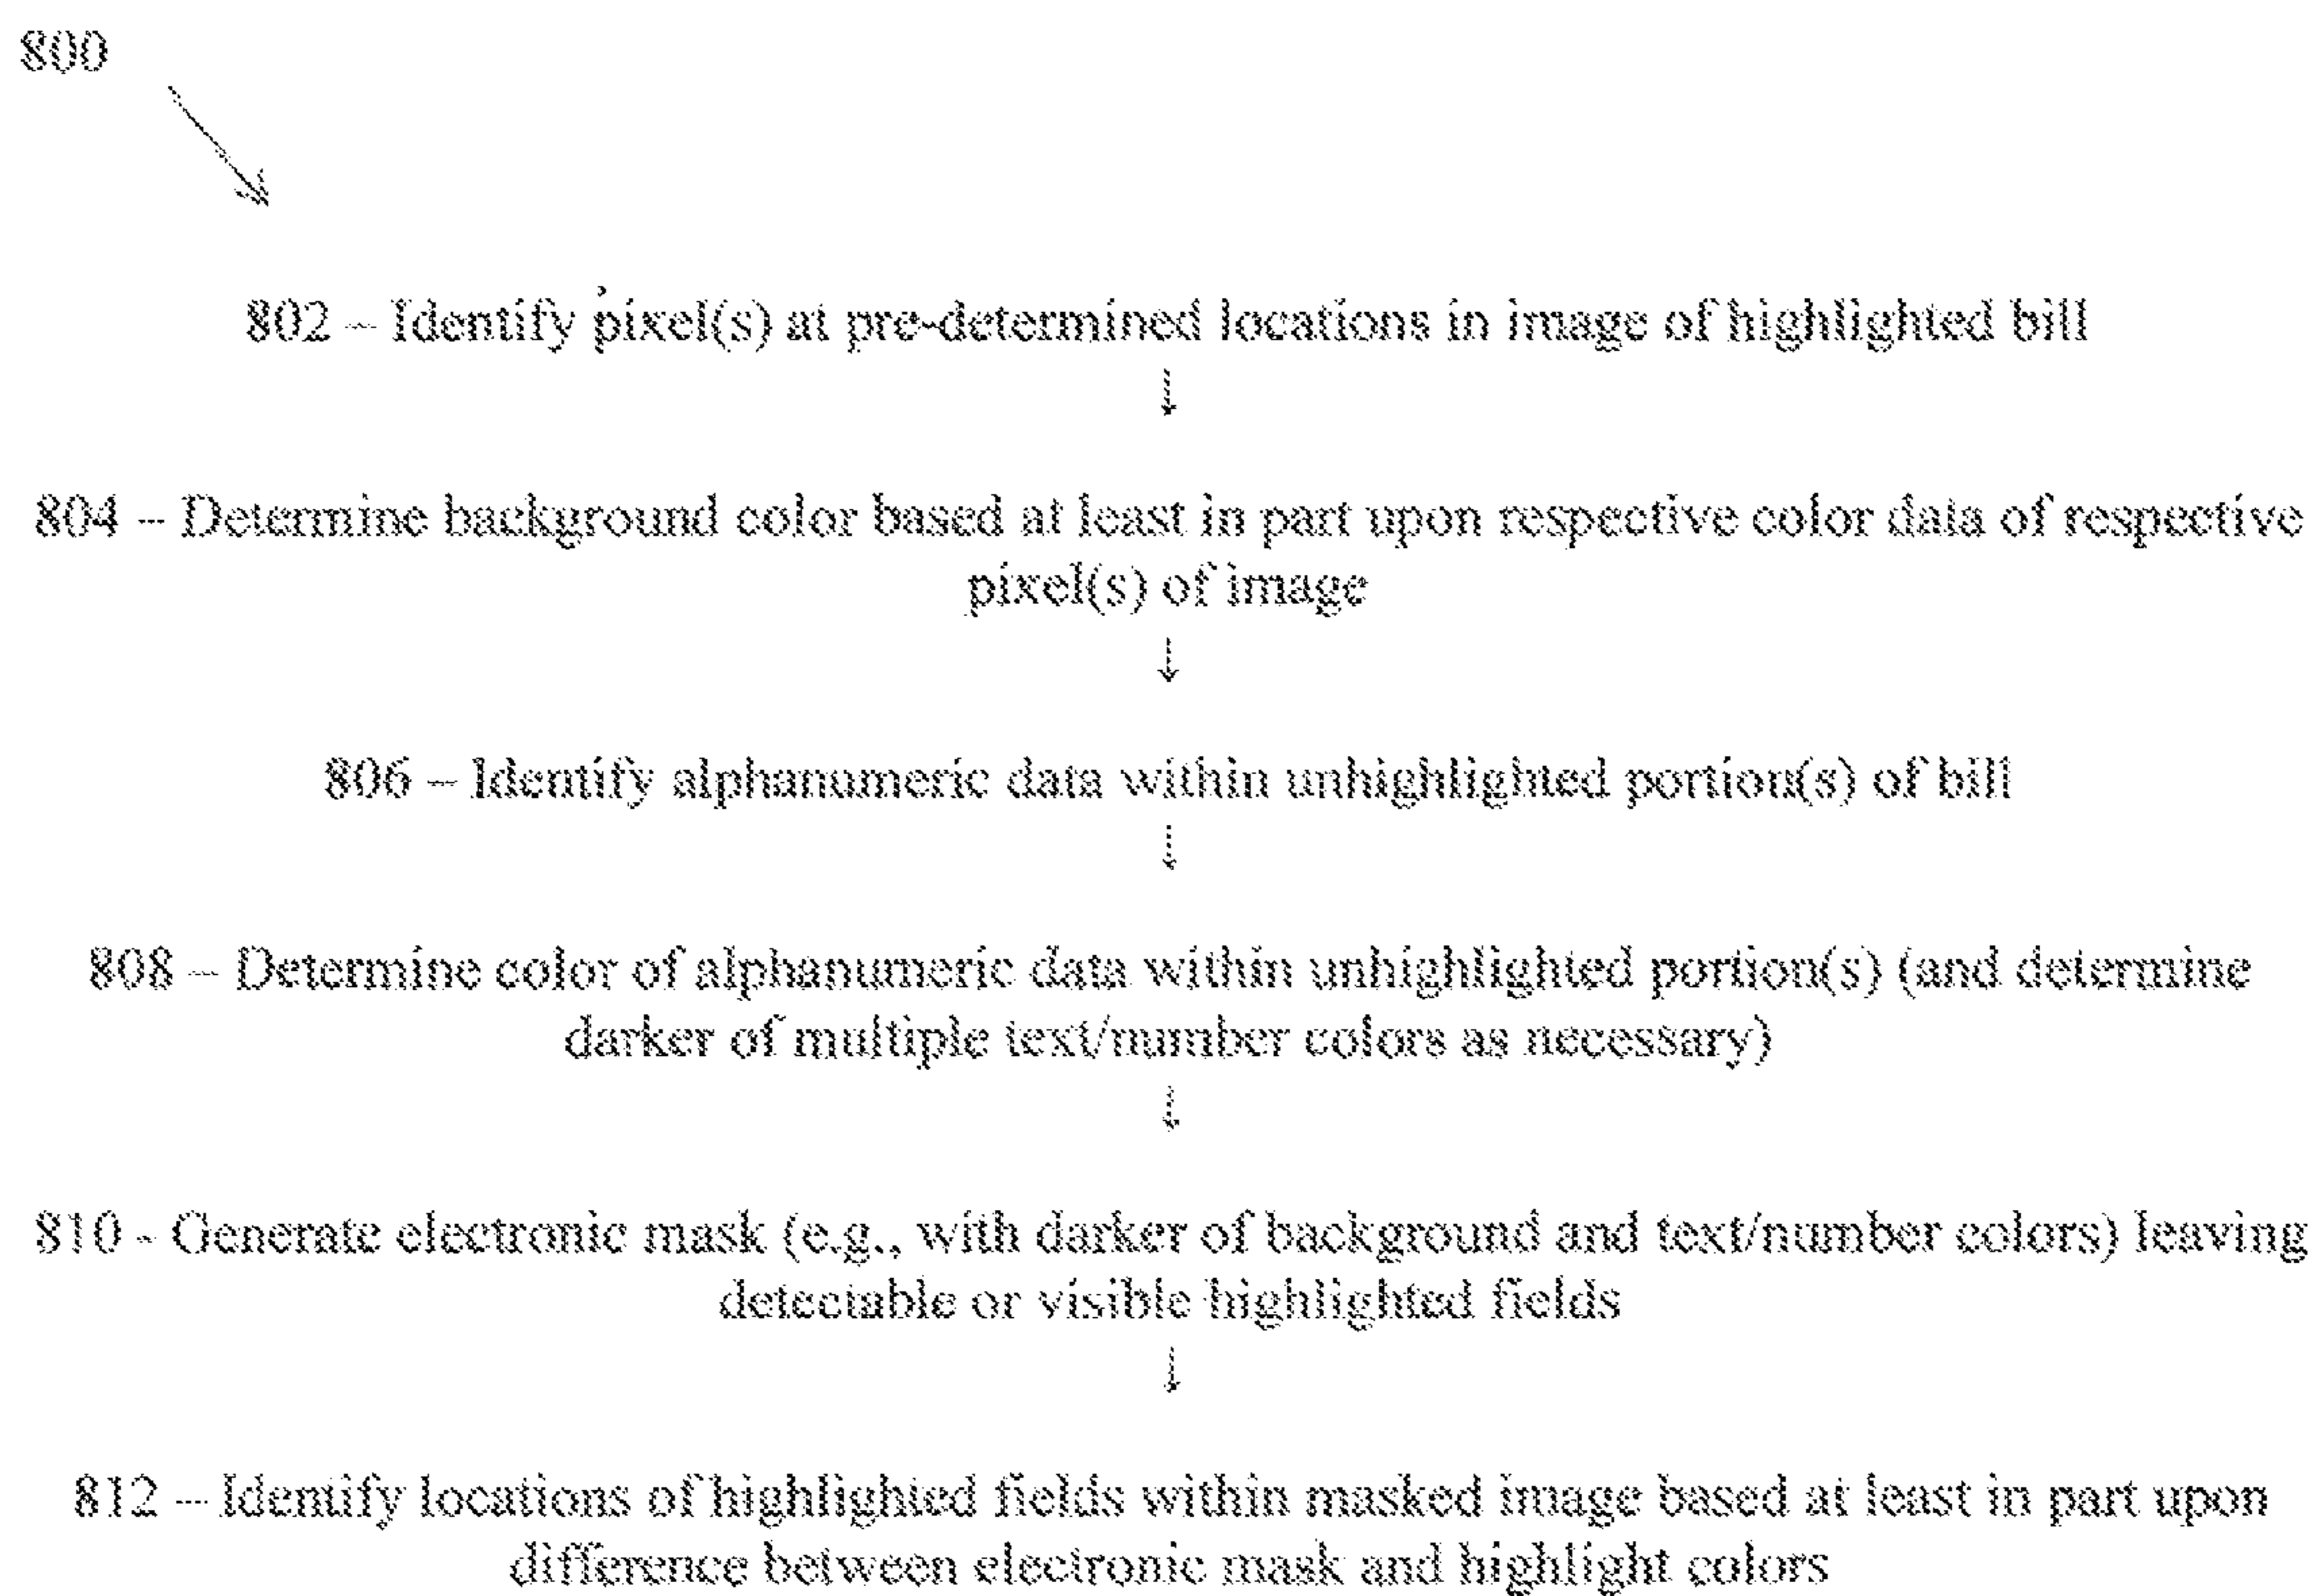 800
802 – Identify pixel(s) at pre-determined locations in image of highlighted bill
↓
804 – Determine background color based at least in part upon respective color data of respective
pixel(s) of image
↓
806 – Identify alphanumeric data within unhighlighted portion(s) of bill
↓
808 – Determine color of alphanumeric data within unhighlighted portion(s) (and determine
darker of multiple text/number colors as necessary)
↓
810 - Generate electronic mask (e.g., with darker of background and text/number colors) leaving
detectable or visible highlighted fields
↓
812 – Identify locations of highlighted fields within masked image based at least in part upon
difference between electronic mask and highlight colors